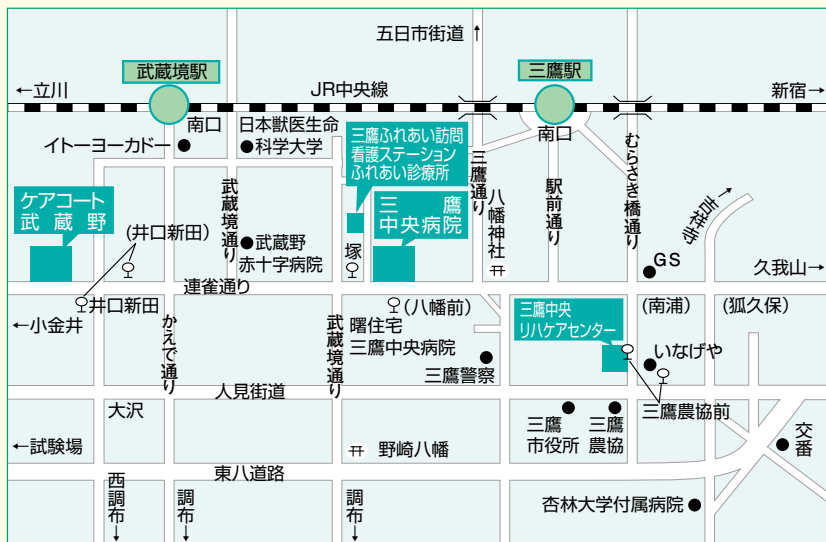 五日市街道↑
武蔵境駅
三鷹駅
←立川
JR中央線
新宿→
南口
南口
イトーヨーカドー
日本獣医生命
科学大学
三鷹ふれあい訪問
看護ステーション
ふれあい診療所
三鷹通り
八幡神社
駅前通り
むらさき橋通り
吉祥寺→
ケアコート
武蔵野
(井口新田)
武蔵境通り
武蔵野
赤十字病院
塚
三鷹
中央病院
GS
久我山→
連雀通り
井口新田
←小金井
かえで通り
武蔵境通り
曙住宅
(八幡前)
三鷹中央病院
三鷹警察
三鷹中央
リハケアセンター
(南浦)
(狐久保)
いなげや
人見街道
大沢
三鷹農協前
三鷹
市役所
三鷹
農協
交番
←試験場
野崎八幡
東八道路
西調布→
調布→
調布→
杏林大学付属病院